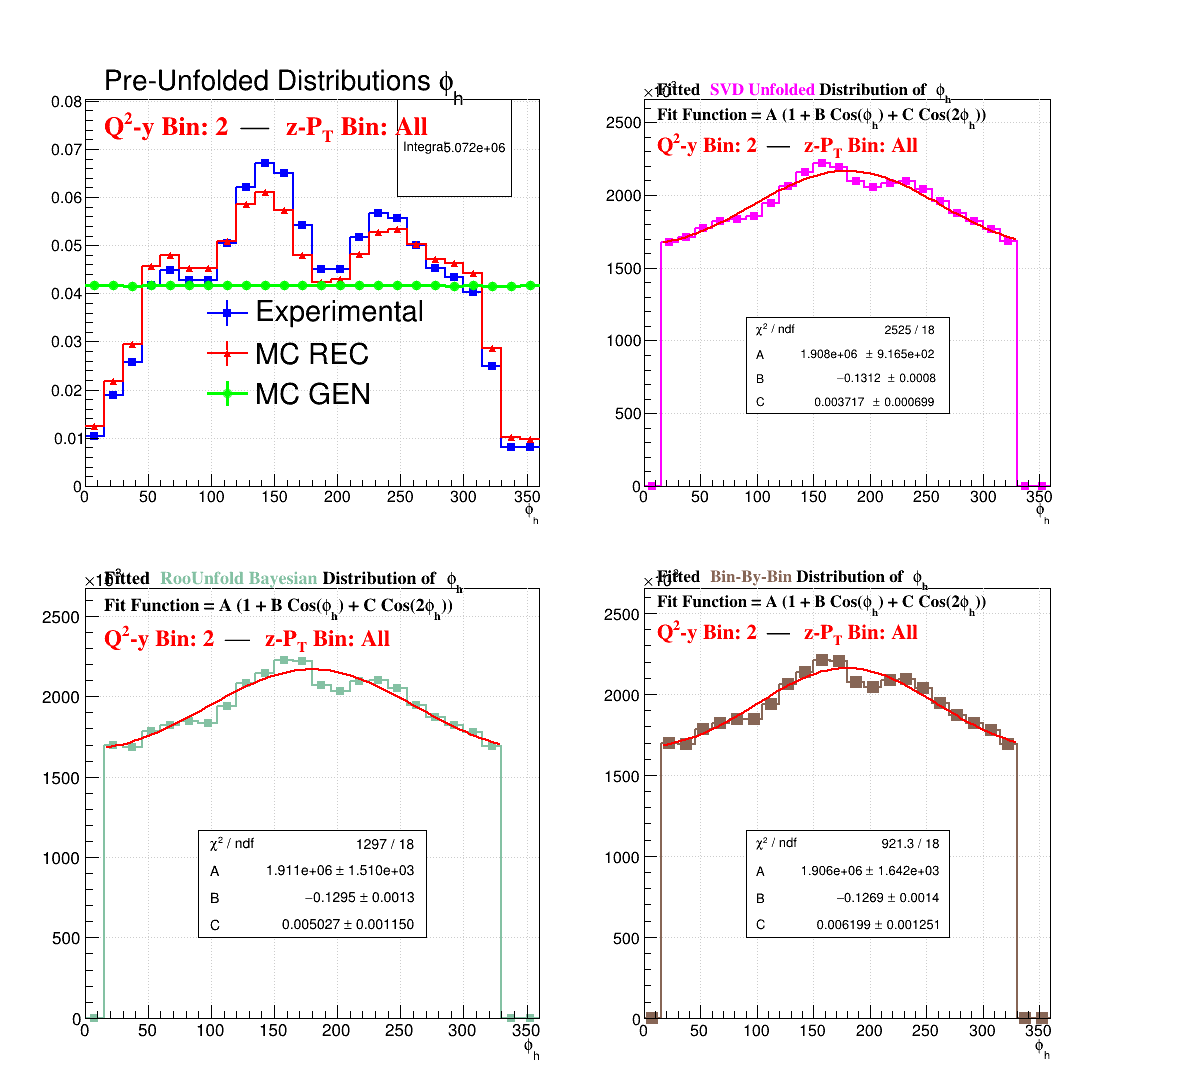 Pre-Unfolded Distributions ϕh
Q²-y Bin: 2 — z-PT Bin: All
Integral 5.072e+06
0.08
0.07
0.06
0.05
0.04
0.03
0.02
0.01
0
Experimental
MC REC
MC GEN
0 50 100 150 200 250 300 350
ϕh
Fitted SVD Unfolded Distribution of ϕh
Fit Function = A (1 + B Cos(ϕh) + C Cos(2ϕh))
Q²-y Bin: 2 — z-PT Bin: All
2500
2000
1500
1000
500
0
χ² / ndf 2525 / 18
A 1.908e+06 ± 9.165e+02
B −0.1312 ± 0.0008
C 0.003717 ± 0.000699
0 50 100 150 200 250 300 350
ϕh
Fitted RooUnfold Bayesian Distribution of ϕh
Fit Function = A (1 + B Cos(ϕh) + C Cos(2ϕh))
Q²-y Bin: 2 — z-PT Bin: All
2500
2000
1500
1000
500
0
χ² / ndf 1297 / 18
A 1.911e+06 ± 1.510e+03
B −0.1295 ± 0.0013
C 0.005027 ± 0.001150
0 50 100 150 200 250 300 350
ϕh
Fitted Bin-By-Bin Distribution of ϕh
Fit Function = A (1 + B Cos(ϕh) + C Cos(2ϕh))
Q²-y Bin: 2 — z-PT Bin: All
2500
2000
1500
1000
500
0
χ² / ndf 921.3 / 18
A 1.906e+06 ± 1.642e+03
B −0.1269 ± 0.0014
C 0.006199 ± 0.001251
0 50 100 150 200 250 300 350
ϕh